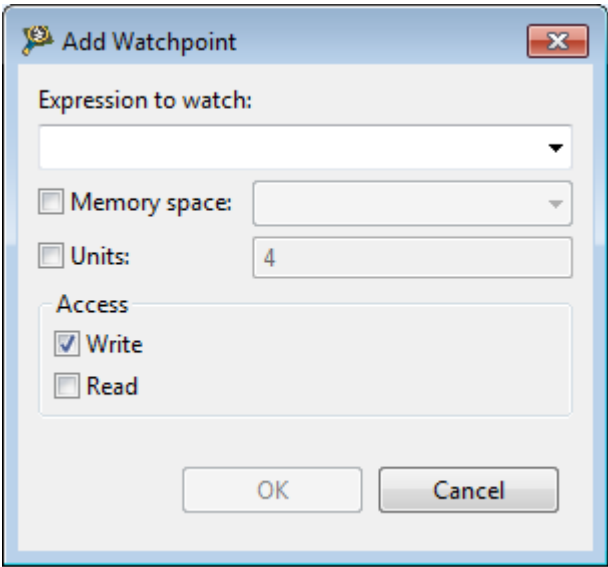 Add Watchpoint
Expression to watch:
Memory space:
Units: 4
Access
Write
Read
OK Cancel